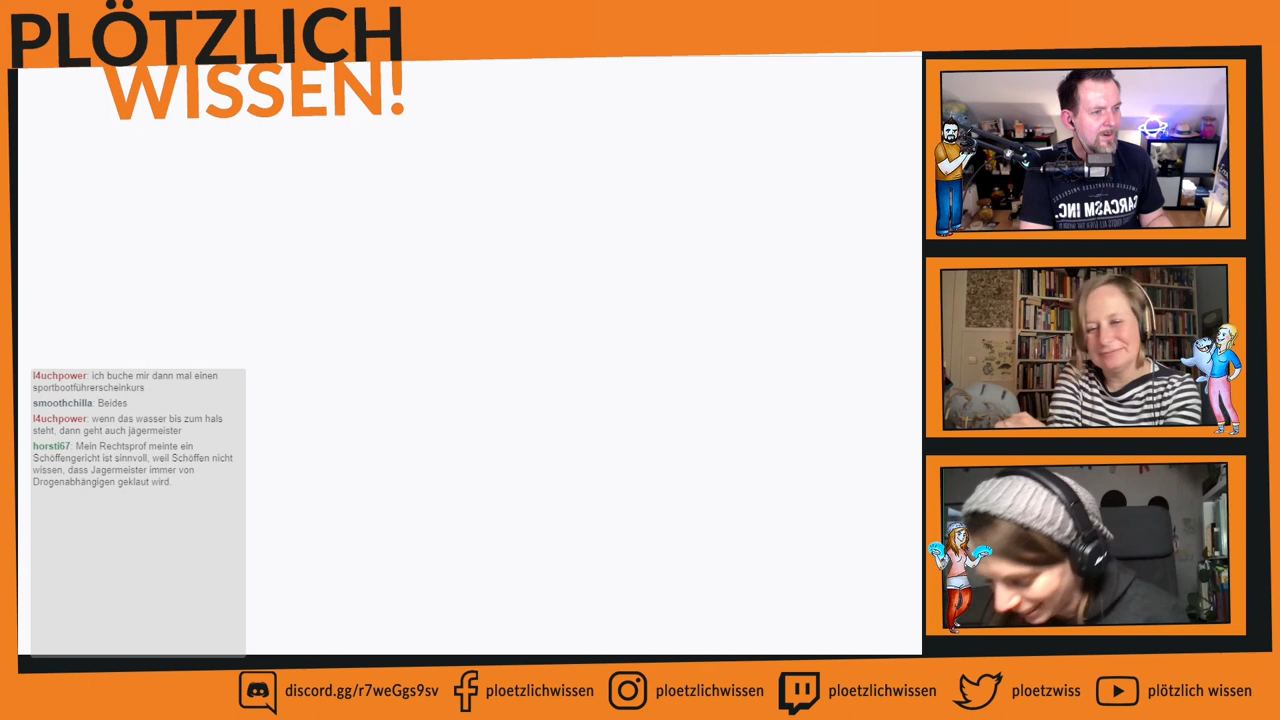 PLÖTZLICH
WISSEN!
l4uchpower: ich buche mir dann mal einen
sportbootführerscheinkurs
smoothchilla: Beides
l4uchpower: wenn das wasser bis zum hals
steht, dann geht auch jägermeister
horsti67: Mein Rechtsprof meinte ein
Schöffengericht ist sinnvoll, weil Schöffen nicht
wissen, dass Jagermeister immer von
Drogenabhängigen geklaut wird.
SARCASM INC.
discord.gg/r7weGgs9sv
ploetzlichwissen
ploetzlichwissen
ploetzlichwissen
ploetzwiss
plötzlich wissen